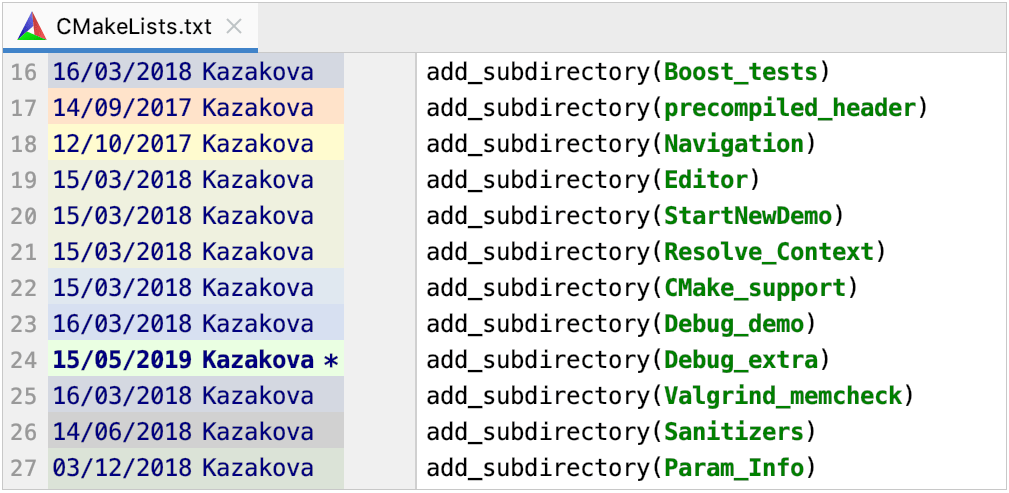 CMakeLists.txt
16 16/03/2018 Kazakova add_subdirectory(Boost_tests)
17 14/09/2017 Kazakova add_subdirectory(precompiled_header)
18 12/10/2017 Kazakova add_subdirectory(Navigation)
19 15/03/2018 Kazakova add_subdirectory(Editor)
20 15/03/2018 Kazakova add_subdirectory(StartNewDemo)
21 15/03/2018 Kazakova add_subdirectory(Resolve_Context)
22 15/03/2018 Kazakova add_subdirectory(CMake_support)
23 16/03/2018 Kazakova add_subdirectory(Debug_demo)
24 15/05/2019 Kazakova * add_subdirectory(Debug_extra)
25 16/03/2018 Kazakova add_subdirectory(Valgrind_memcheck)
26 14/06/2018 Kazakova add_subdirectory(Sanitizers)
27 03/12/2018 Kazakova add_subdirectory(Param_Info)